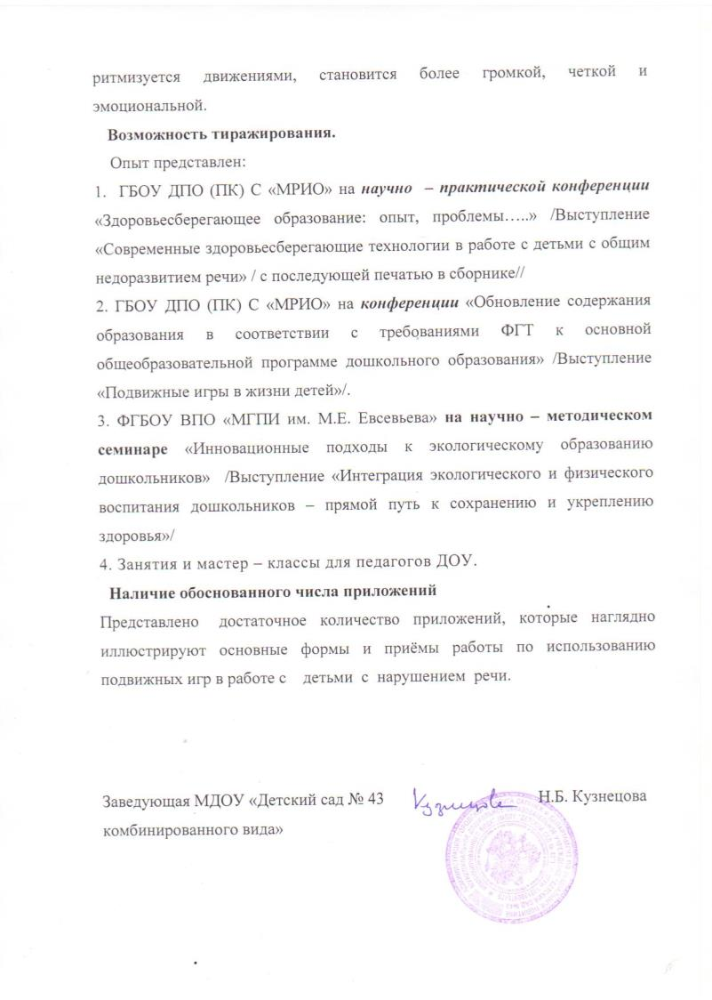 ритмизуется движениями, становится более громкой, четкой и
эмоциональной.
Возможность тиражирования.
Опыт представлен:
1. ГБОУ ДПО (ПК) С «МРИО» на научно – практической конференции
«Здоровьесберегающее образование: опыт, проблемы…..» /Выступление
«Современные здоровьесберегающие технологии в работе с детьми с общим
недоразвитием речи» / с последующей печатью в сборнике//
2. ГБОУ ДПО (ПК) С «МРИО» на конференции «Обновление содержания
образования в соответствии с требованиями ФГТ к основной
общеобразовательной программе дошкольного образования» /Выступление
«Подвижные игры в жизни детей»/.
3. ФГБОУ ВПО «МГПИ им. М.Е. Евсевьева» на научно – методическом
семинаре «Инновационные подходы к экологическому образованию
дошкольников» /Выступление «Интеграция экологического и физического
воспитания дошкольников – прямой путь к сохранению и укреплению
здоровья»/
4. Занятия и мастер – классы для педагогов ДОУ.
Наличие обоснованного числа приложений
Представлено достаточное количество приложений, которые наглядно
иллюстрируют основные формы и приёмы работы по использованию
подвижных игр в работе с детьми с нарушением речи.
Заведующая МДОУ «Детский сад № 43 Кузнецова Н.Б. Кузнецова
комбинированного вида»